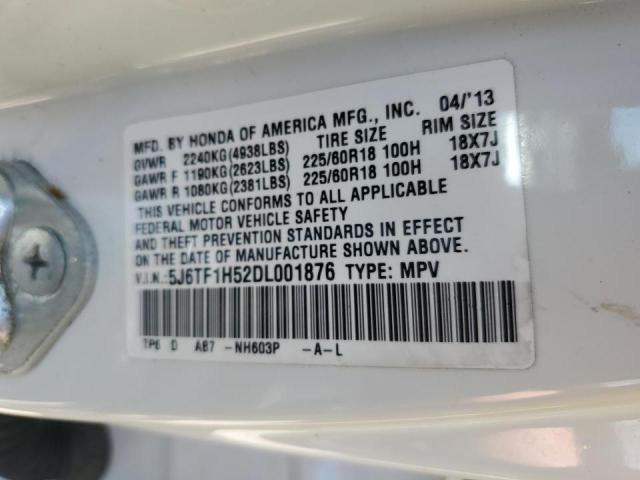 MFD. BY HONDA OF AMERICA MFG., INC. 04/'13
GVWR 2240KG(4938LBS) TIRE SIZE RIM SIZE
GAWR F 1190KG(2623LBS) 225/60R18 100H 18X7J
GAWR R 1080KG(2381LBS) 225/60R18 100H 18X7J
THIS VEHICLE CONFORMS TO ALL APPLICABLE
FEDERAL MOTOR VEHICLE SAFETY
AND THEFT PREVENTION STANDARDS IN EFFECT
ON THE DATE OF MANUFACTURE SHOWN ABOVE.
V.I.N.:5J6TF1H52DL001876 TYPE: MPV
TP6 D AB7 -NH603P -A-L